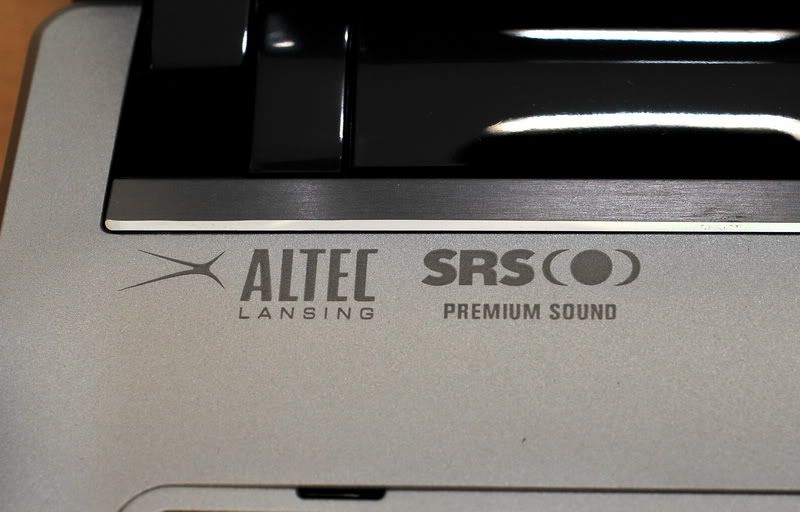 ALTEC
LANSING
SRS
PREMIUM SOUND